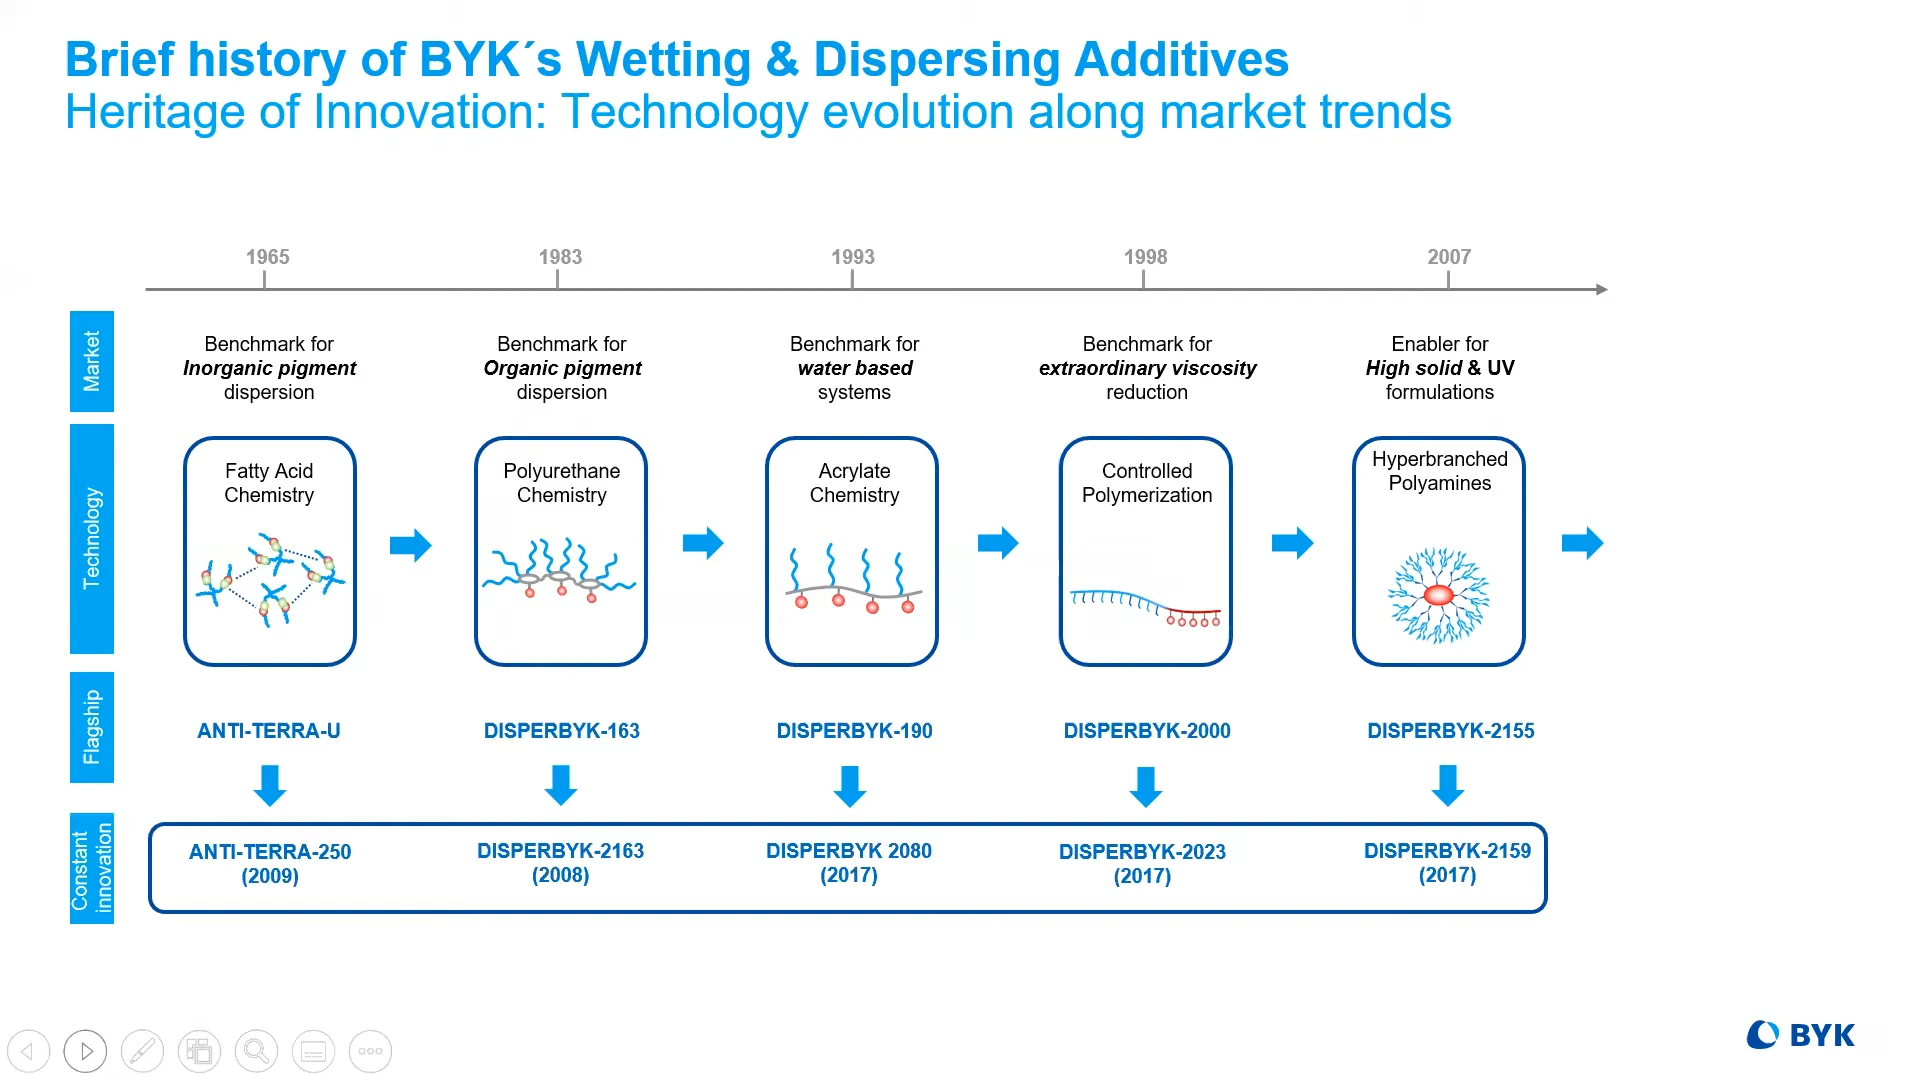 Brief history of BYK´s Wetting & Dispersing Additives
Heritage of Innovation: Technology evolution along market trends
1965
1983
1993
1998
2007
Market
Benchmark for
Inorganic pigment
dispersion
Benchmark for
Organic pigment
dispersion
Benchmark for
water based
systems
Benchmark for
extraordinary viscosity
reduction
Enabler for
High solid & UV
formulations
Technology
Fatty Acid
Chemistry
Polyurethane
Chemistry
Acrylate
Chemistry
Controlled
Polymerization
Hyperbranched
Polyamines
Flagship
ANTI-TERRA-U
DISPERBYK-163
DISPERBYK-190
DISPERBYK-2000
DISPERBYK-2155
Constant
innovation
ANTI-TERRA-250
(2009)
DISPERBYK-2163
(2008)
DISPERBYK 2080
(2017)
DISPERBYK-2023
(2017)
DISPERBYK-2159
(2017)
BYK